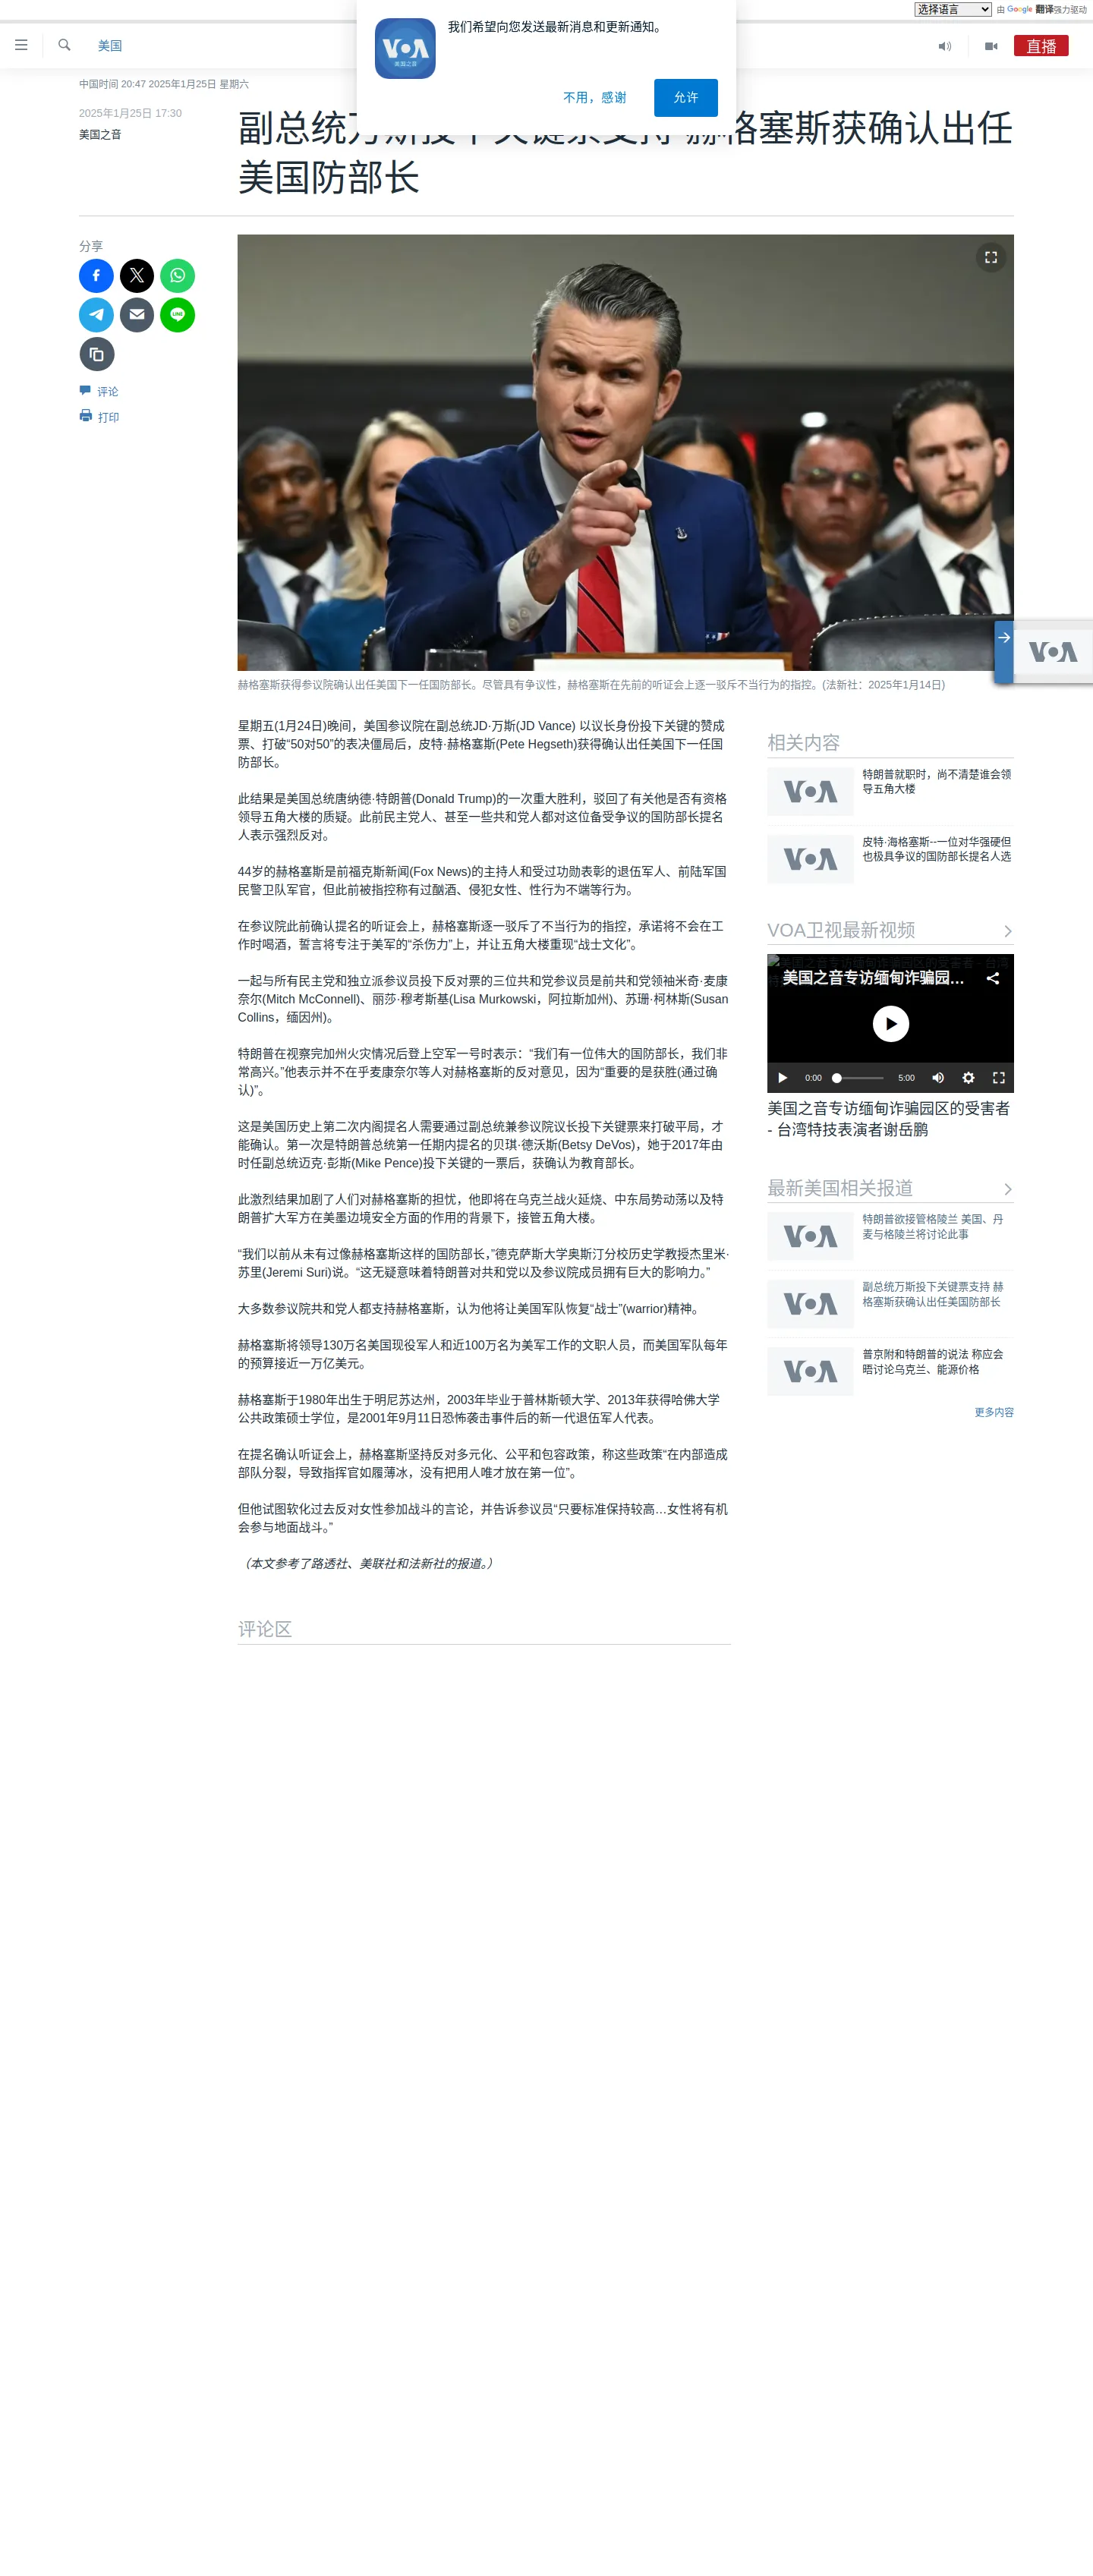 选择语言
由 Google 翻译强力驱动
我们希望向您发送最新消息和更新通知。
VOA
美国之音
不用，感谢
允许
美国
直播
中国时间 20:47 2025年1月25日 星期六
2025年1月25日 17:30
美国之音
副总统万斯投下关键票支持 赫格塞斯获确认出任
美国防部长
分享
LINE
评论
打印
赫格塞斯获得参议院确认出任美国下一任国防部长。尽管具有争议性，赫格塞斯在先前的听证会上逐一驳斥不当行为的指控。(法新社：2025年1月14日)
VOA
星期五(1月24日)晚间，美国参议院在副总统JD·万斯(JD Vance) 以议长身份投下关键的赞成
票、打破“50对50”的表决僵局后，皮特·赫格塞斯(Pete Hegseth)获得确认出任美国下一任国
防部长。
此结果是美国总统唐纳德·特朗普(Donald Trump)的一次重大胜利，驳回了有关他是否有资格
领导五角大楼的质疑。此前民主党人、甚至一些共和党人都对这位备受争议的国防部长提名
人表示强烈反对。
44岁的赫格塞斯是前福克斯新闻(Fox News)的主持人和受过功勋表彰的退伍军人、前陆军国
民警卫队军官，但此前被指控称有过酗酒、侵犯女性、性行为不端等行为。
在参议院此前确认提名的听证会上，赫格塞斯逐一驳斥了不当行为的指控，承诺将不会在工
作时喝酒，誓言将专注于美军的“杀伤力”上，并让五角大楼重现“战士文化”。
一起与所有民主党和独立派参议员投下反对票的三位共和党参议员是前共和党领袖米奇·麦康
奈尔(Mitch McConnell)、丽莎·穆考斯基(Lisa Murkowski，阿拉斯加州)、苏珊·柯林斯(Susan
Collins，缅因州)。
特朗普在视察完加州火灾情况后登上空军一号时表示：“我们有一位伟大的国防部长，我们非
常高兴。”他表示并不在乎麦康奈尔等人对赫格塞斯的反对意见，因为“重要的是获胜(通过确
认)”。
这是美国历史上第二次内阁提名人需要通过副总统兼参议院议长投下关键票来打破平局，才
能确认。第一次是特朗普总统第一任期内提名的贝琪·德沃斯(Betsy DeVos)，她于2017年由
时任副总统迈克·彭斯(Mike Pence)投下关键的一票后，获确认为教育部长。
此激烈结果加剧了人们对赫格塞斯的担忧，他即将在乌克兰战火延烧、中东局势动荡以及特
朗普扩大军方在美墨边境安全方面的作用的背景下，接管五角大楼。
“我们以前从未有过像赫格塞斯这样的国防部长，”德克萨斯大学奥斯汀分校历史学教授杰里米·
苏里(Jeremi Suri)说。“这无疑意味着特朗普对共和党以及参议院成员拥有巨大的影响力。”
大多数参议院共和党人都支持赫格塞斯，认为他将让美国军队恢复“战士”(warrior)精神。
赫格塞斯将领导130万名美国现役军人和近100万名为美军工作的文职人员，而美国军队每年
的预算接近一万亿美元。
赫格塞斯于1980年出生于明尼苏达州，2003年毕业于普林斯顿大学、2013年获得哈佛大学
公共政策硕士学位，是2001年9月11日恐怖袭击事件后的新一代退伍军人代表。
在提名确认听证会上，赫格塞斯坚持反对多元化、公平和包容政策，称这些政策“在内部造成
部队分裂，导致指挥官如履薄冰，没有把用人唯才放在第一位”。
但他试图软化过去反对女性参加战斗的言论，并告诉参议员“只要标准保持较高…女性将有机
会参与地面战斗。”
（本文参考了路透社、美联社和法新社的报道。）
评论区
相关内容
VOA
特朗普就职时，尚不清楚谁会领
导五角大楼
VOA
皮特·海格塞斯--一位对华强硬但
也极具争议的国防部长提名人选
VOA卫视最新视频
美国之音专访缅甸诈骗园…
0:00
5:00
美国之音专访缅甸诈骗园区的受害者
- 台湾特技表演者谢岳鹏
最新美国相关报道
VOA
特朗普欲接管格陵兰 美国、丹
麦与格陵兰将讨论此事
VOA
副总统万斯投下关键票支持 赫
格塞斯获确认出任美国防部长
VOA
普京附和特朗普的说法 称应会
晤讨论乌克兰、能源价格
更多内容